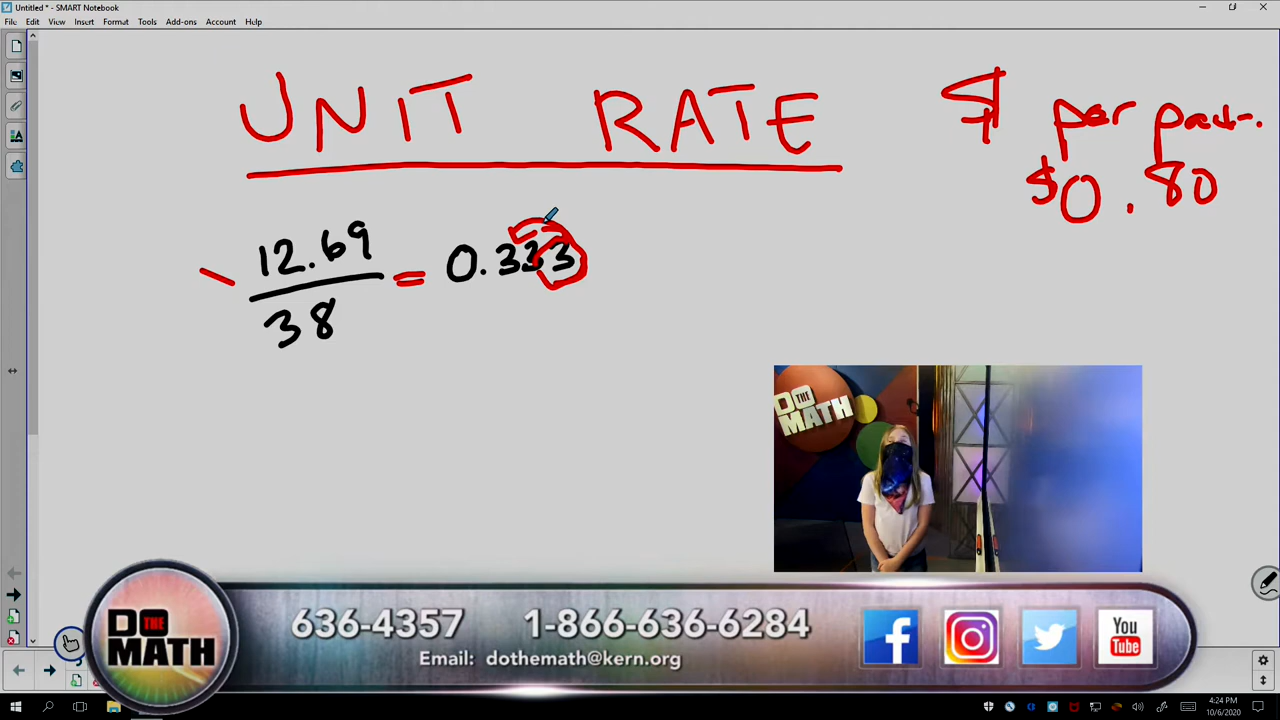 Untitled * - SMART Notebook
File Edit View Insert Format Tools Add-ons Account Help
UNIT RATE
$ per pack.
$0.80
12.69
38
= 0.333
DO THE MATH
DO THE MATH
636-4357 1-866-636-6284
Email: dothemath@kern.org
You Tube
4:24 PM
10/6/2020